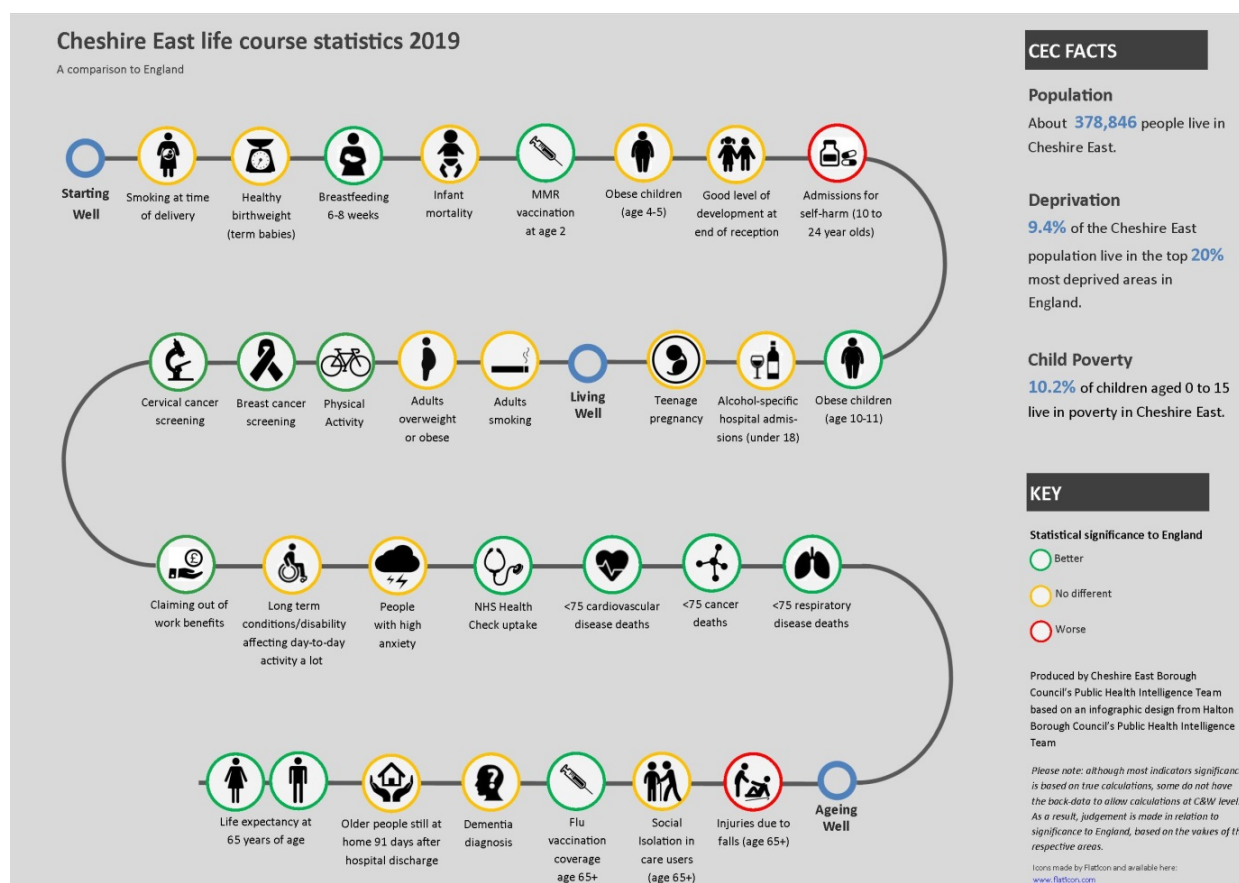 Cheshire East life course statistics 2019
A comparison to England
Starting
Well
Smoking at time
of delivery
Healthy
birthweight
(term babies)
Breastfeeding
6-8 weeks
Infant
mortality
MMR
vaccination
at age 2
Obese children
(age 4-5)
Good level of
development at
end of reception
Admissions for
self-harm (10 to
24 year olds)
Cervical cancer
screening
Breast cancer
screening
Physical
Activity
Adults
overweight
or obese
Adults
smoking
Living
Well
Teenage
pregnancy
Alcohol-specific
hospital admis-
sions (under 18)
Obese children
(age 10-11)
£
Claiming out of
work benefits
Long term
conditions/disability
affecting day-to-day
activity a lot
People
with high
anxiety
NHS Health
Check uptake
<75 cardiovascular
disease deaths
<75 cancer
deaths
<75 respiratory
disease deaths
?
Life expectancy at
65 years of age
Older people still at
home 91 days after
hospital discharge
Dementia
diagnosis
Flu
vaccination
coverage
age 65+
Social
Isolation in
care users
(age 65+)
Injuries due to
falls (age 65+)
Ageing
Well
CEC FACTS
Population
About 378,846 people live in
Cheshire East.
Deprivation
9.4% of the Cheshire East
population live in the top 20%
most deprived areas in
England.
Child Poverty
10.2% of children aged 0 to 15
live in poverty in Cheshire East.
KEY
Statistical significance to England
Better
No different
Worse
Produced by Cheshire East Borough
Council's Public Health Intelligence Team
based on an infographic design from Halton
Borough Council's Public Health Intelligence
Team
Please note: although most indicators significanc
is based on true calculations, some do not have
the back-data to allow calculations at C&W level
As a result, judgement is made in relation to
significance to England, based on the values of th
respective areas.
Icons made by Flaticon and available here:
www.flaticon.com